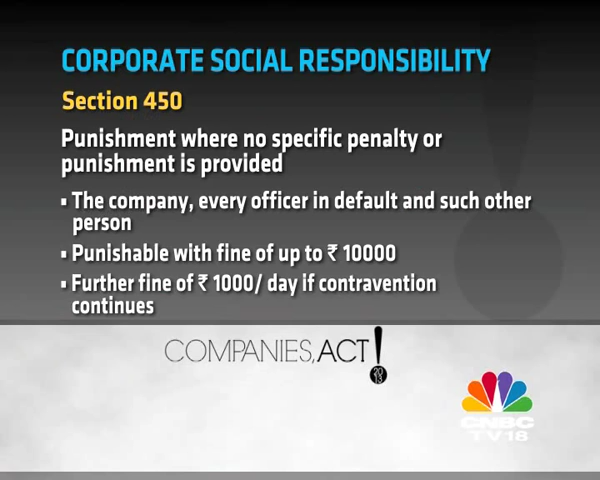 CORPORATE SOCIAL RESPONSIBILITY
Section 450
Punishment where no specific penalty or
punishment is provided
▪ The company, every officer in default and such other
person
▪ Punishable with fine of up to ₹ 10000
▪ Further fine of ₹ 1000/ day if contravention
continues
COMPANIES, ACT!
2013
CNBC
TV18